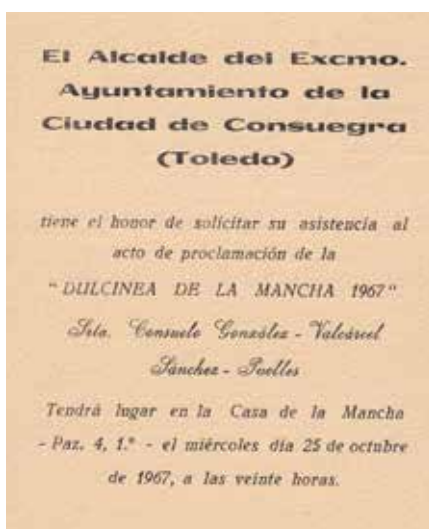 El Alcalde del Excmo.
Ayuntamiento de la
Ciudad de Consuegra
(Toledo)
tiene el honor de solicitar su asistencia al
acto de proclamación de la
"DULCINEA DE LA MANCHA 1967"
Srta. Consuelo González - Valcárcel
Sánchez - Puelles
Tendrá lugar en la Casa de la Mancha
- Paz, 4, 1.º - el miércoles día 25 de octubre
de 1967, a las veinte horas.